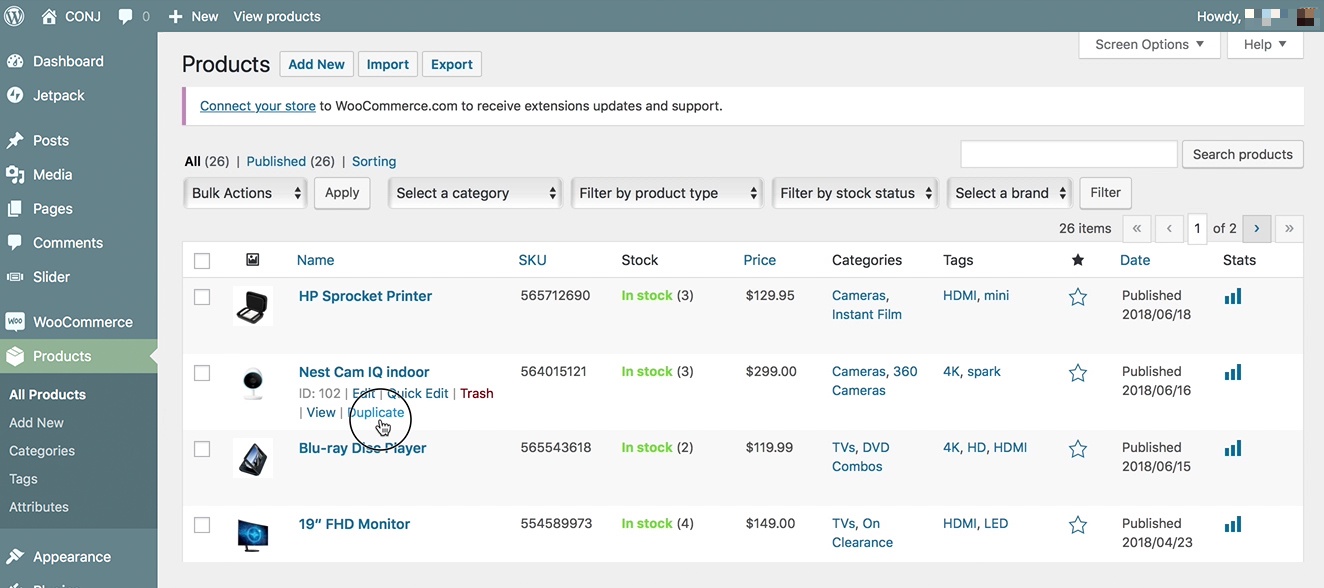 CONJ 0 New View products Howdy,
Screen Options Help
Dashboard
Jetpack
Posts
Media
Pages
Comments
Slider
WOO WooCommerce
Products
All Products
Add New
Categories
Tags
Attributes
Appearance
Products Add New Import Export
Connect your store to WooCommerce.com to receive extensions updates and support.
All (26) | Published (26) | Sorting
Search products
Bulk Actions Apply Select a category Filter by product type Filter by stock status Select a brand Filter
26 items « ‹ 1 of 2 › »
Name SKU Stock Price Categories Tags Date Stats
HP Sprocket Printer 565712690 In stock (3) $129.95 Cameras, HDMI, mini Published
Instant Film 2018/06/18
Nest Cam IQ indoor 564015121 In stock (3) $299.00 Cameras, 360 4K, spark Published
ID: 102 | Edit | Quick Edit | Trash Cameras 2018/06/16
| View | Duplicate
Blu-ray Disc Player 565543618 In stock (2) $119.99 TVs, DVD 4K, HD, HDMI Published
Combos 2018/06/15
19” FHD Monitor 554589973 In stock (4) $149.00 TVs, On HDMI, LED Published
Clearance 2018/04/23